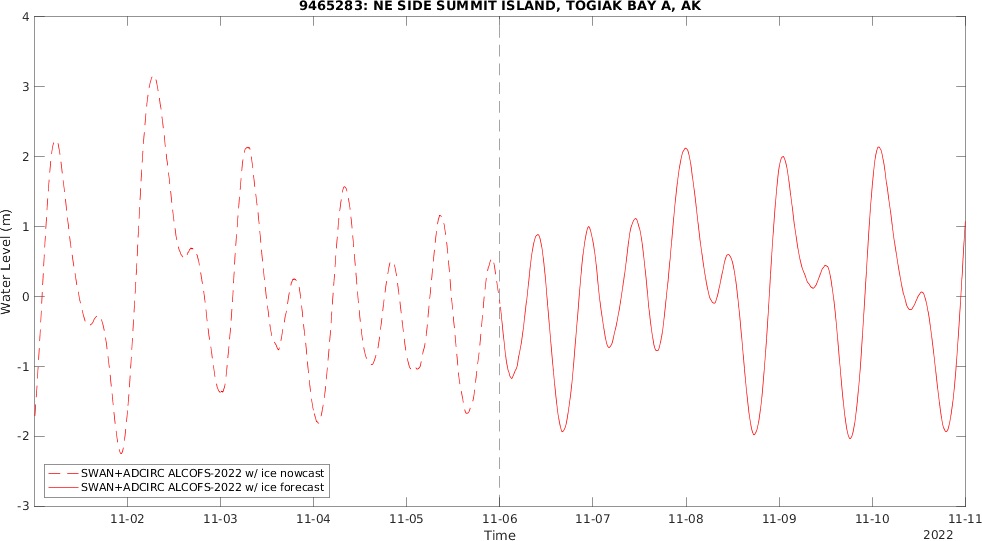 9465283: NE SIDE SUMMIT ISLAND, TOGIAK BAY A, AK
4
3
2
1
0
-1
-2
-3
Water Level (m)
SWAN+ADCIRC ALCOFS-2022 w/ ice nowcast
SWAN+ADCIRC ALCOFS-2022 w/ ice forecast
11-02 11-03 11-04 11-05 11-06 11-07 11-08 11-09 11-10 11-11
Time
2022